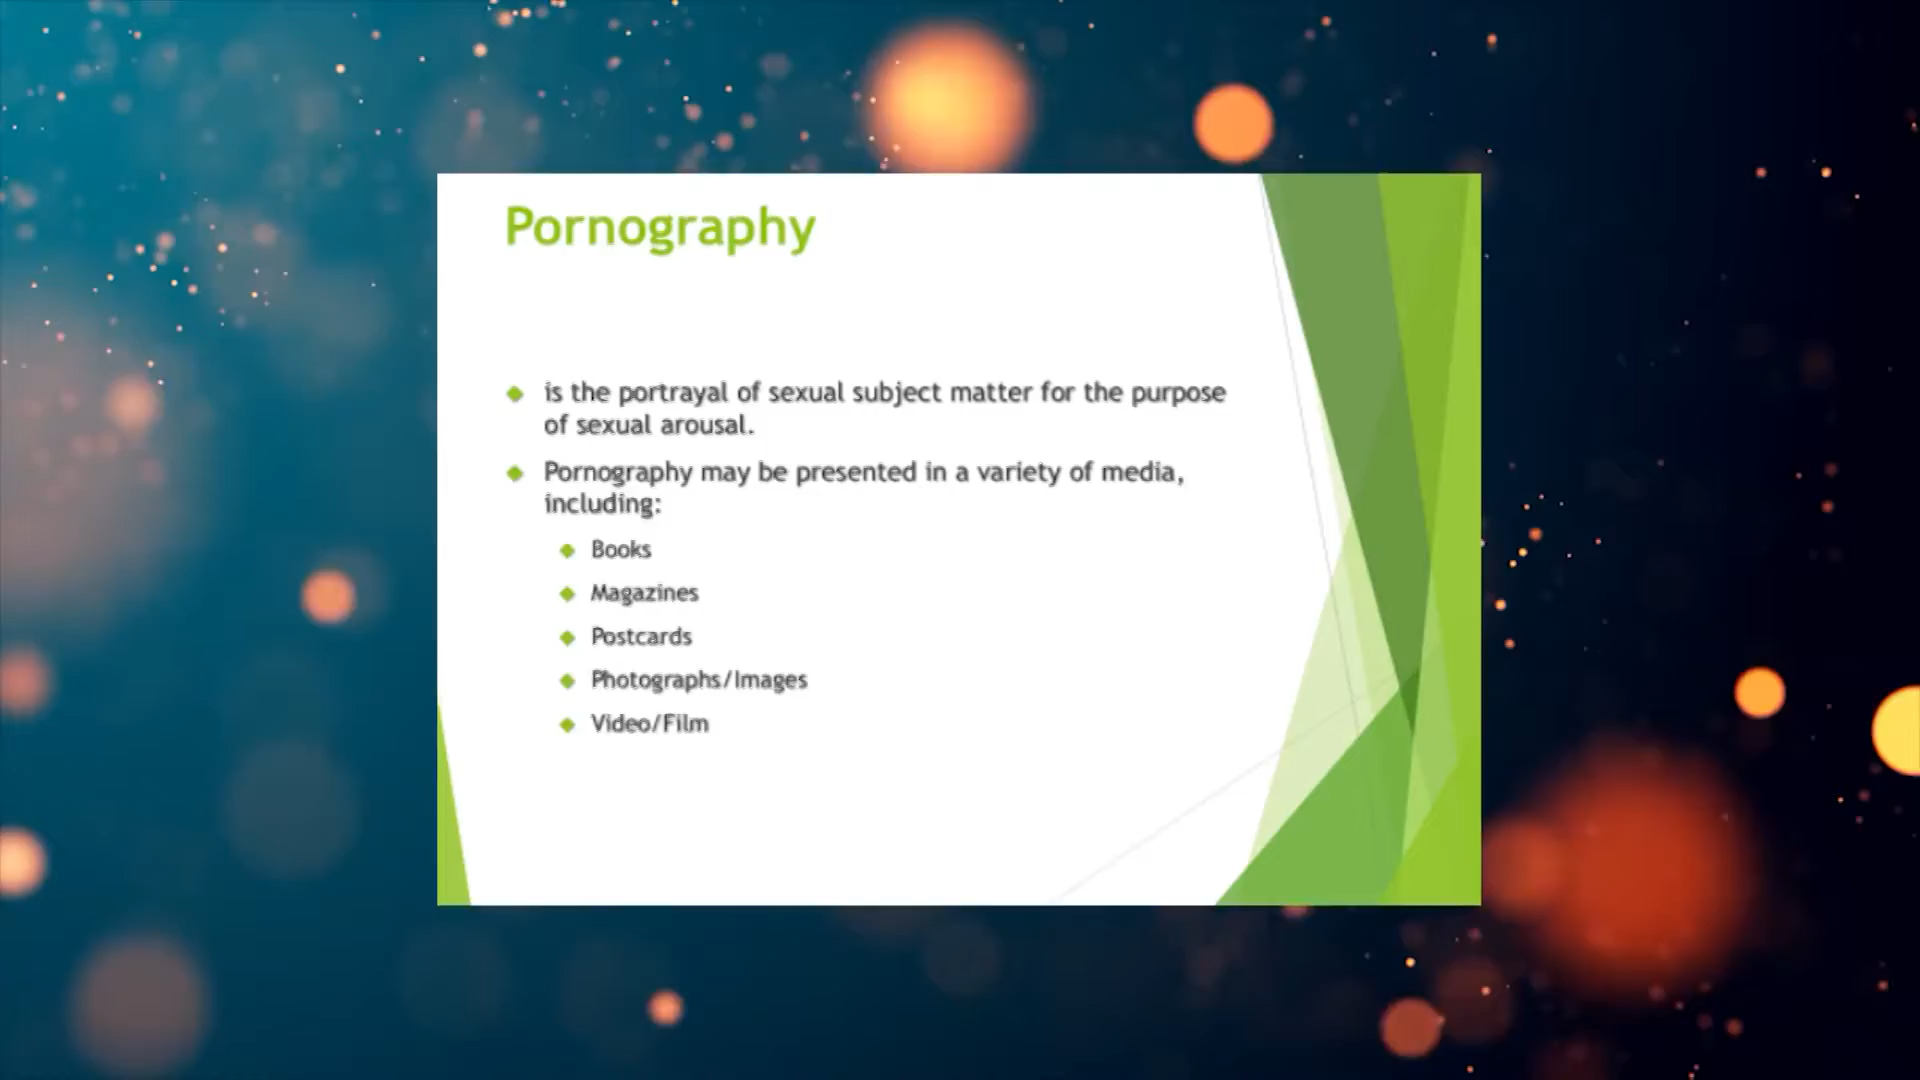 Pornography
is the portrayal of sexual subject matter for the purpose
of sexual arousal.
Pornography may be presented in a variety of media,
including:
Books
Magazines
Postcards
Photographs/Images
Video/Film